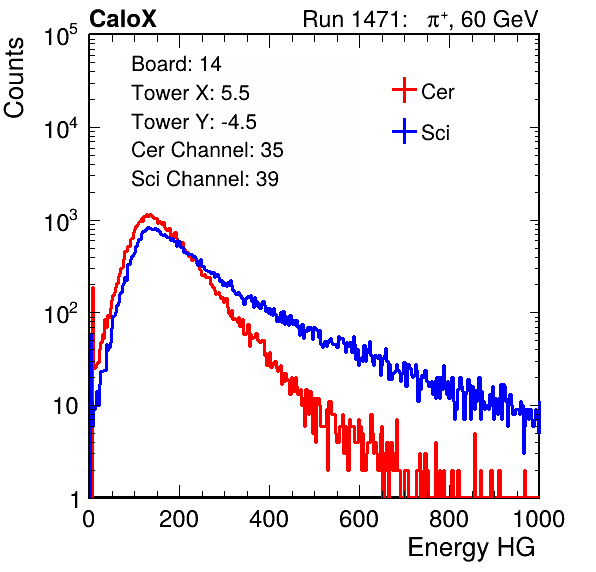 CaloX Run 1471: π⁺, 60 GeV
Counts
10⁵
10⁴
10³
10²
10
1
Board: 14
Tower X: 5.5
Tower Y: -4.5
Cer Channel: 35
Sci Channel: 39
Cer
Sci
0 200 400 600 800 1000
Energy HG